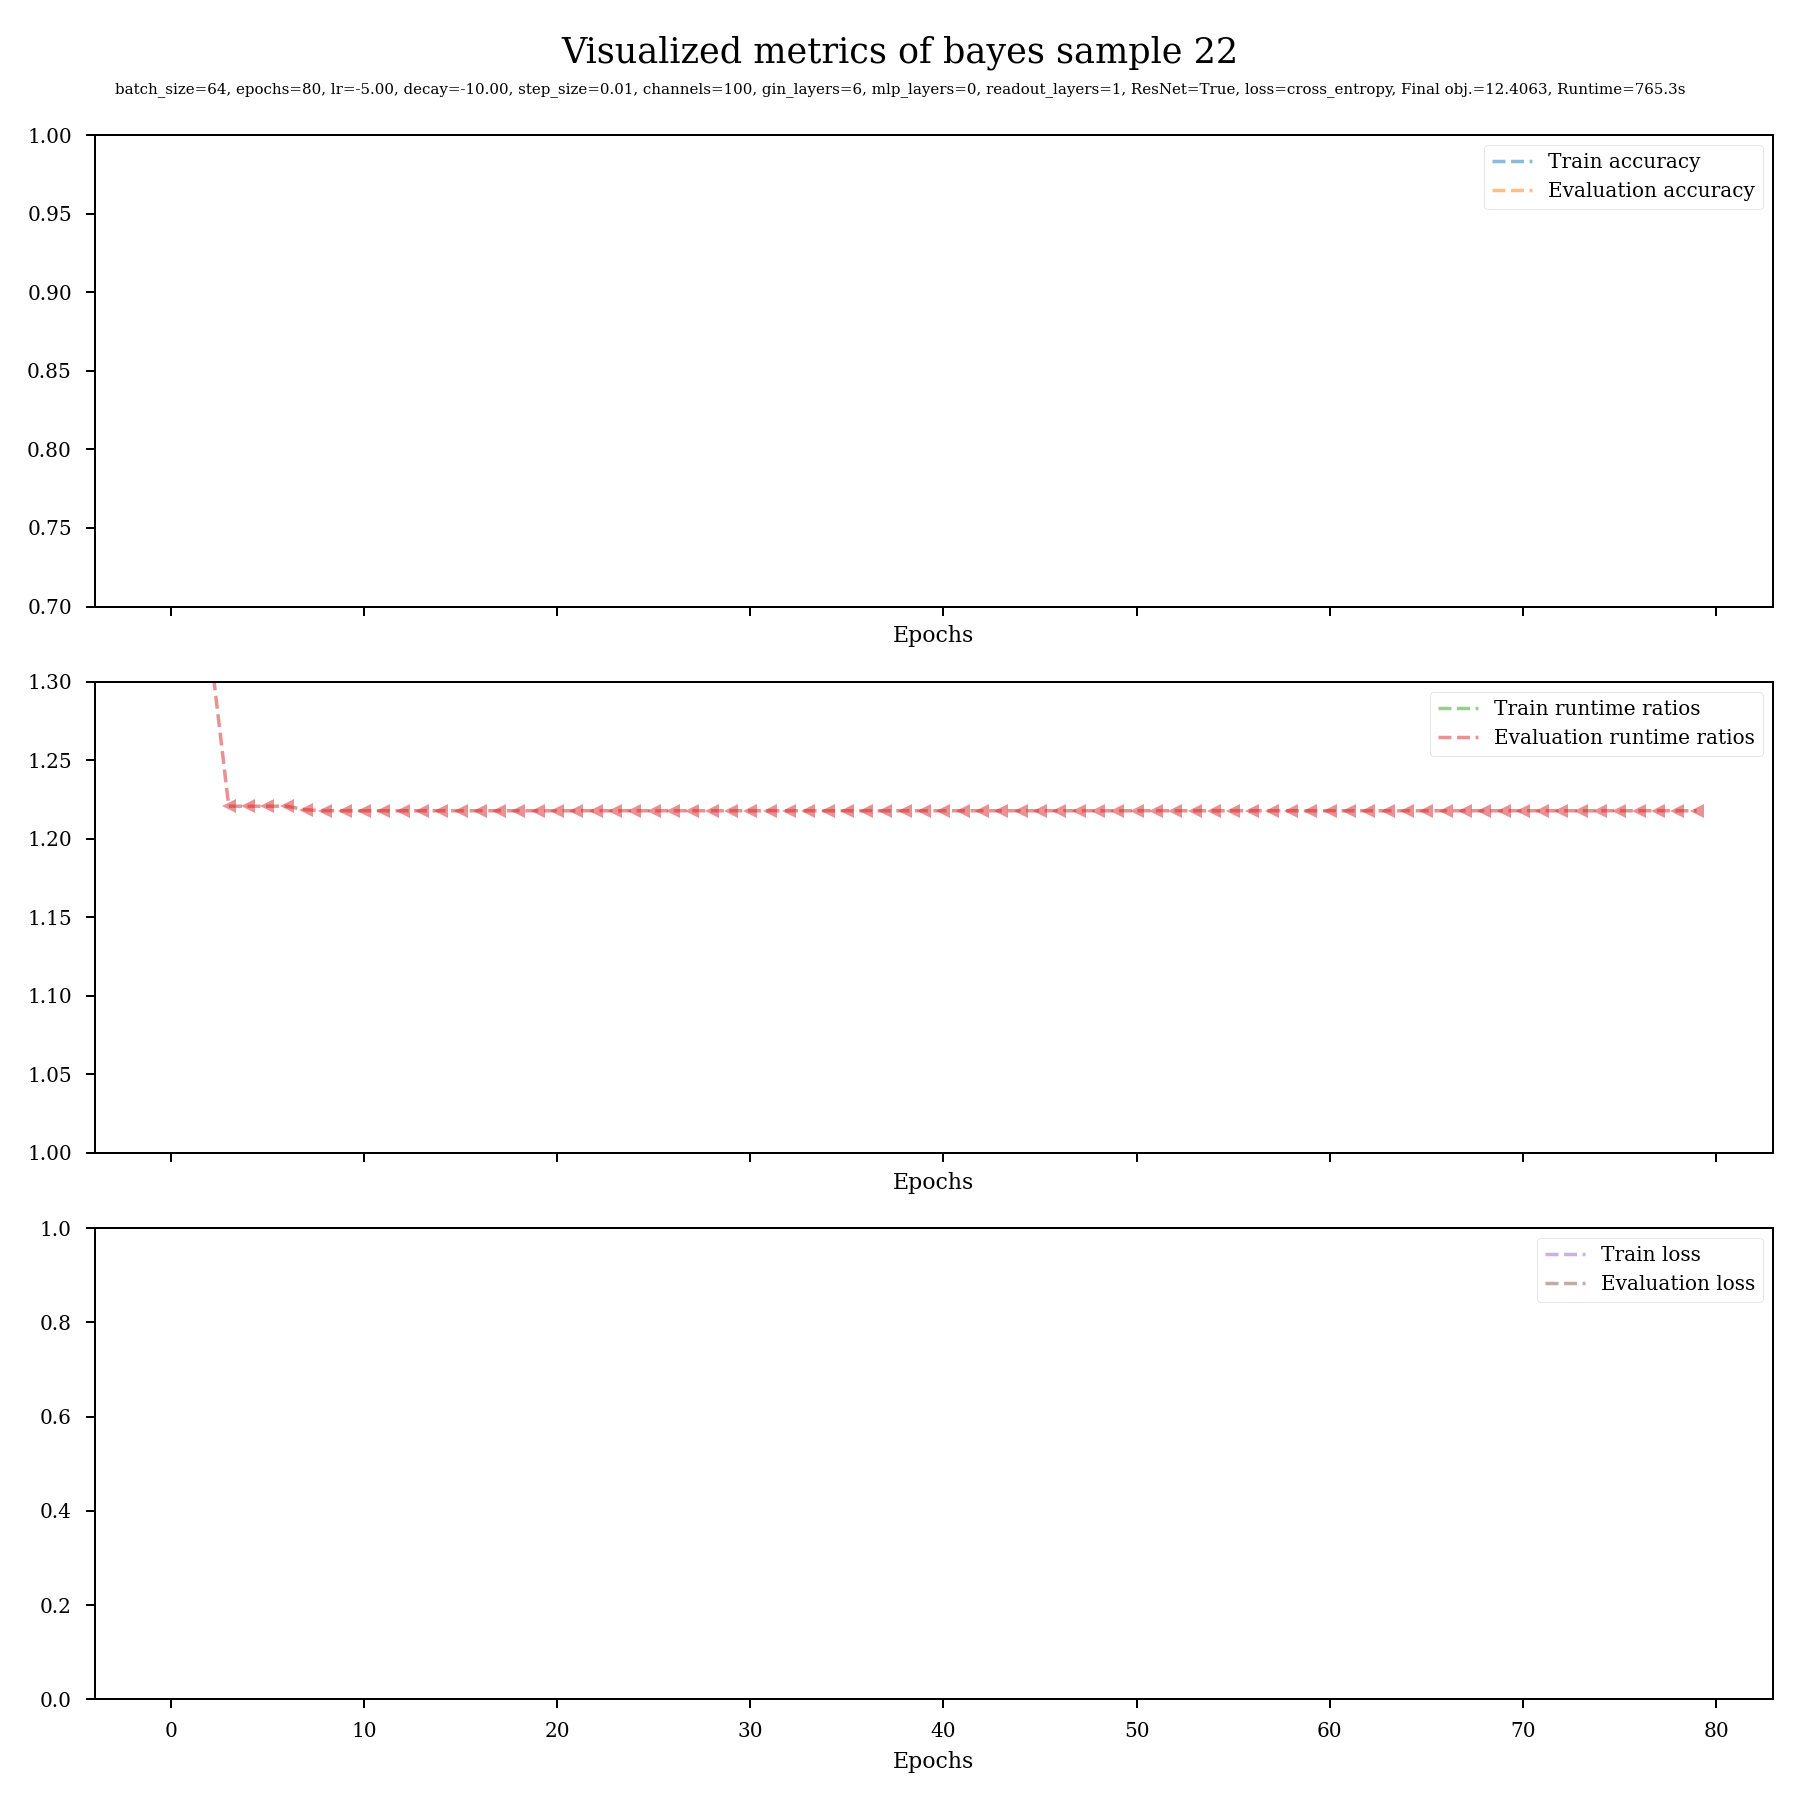 Visualized metrics of bayes sample 22
batch_size=64, epochs=80, lr=-5.00, decay=-10.00, step_size=0.01, channels=100, gin_layers=6, mlp_layers=0, readout_layers=1, ResNet=True, loss=cross_entropy, Final obj.=12.4063, Runtime=765.3s
1.00
0.95
0.90
0.85
0.80
0.75
0.70
Train accuracy
Evaluation accuracy
Epochs
1.30
1.25
1.20
1.15
1.10
1.05
1.00
Train runtime ratios
Evaluation runtime ratios
Epochs
1.0
0.8
0.6
0.4
0.2
0.0
Train loss
Evaluation loss
0 10 20 30 40 50 60 70 80
Epochs